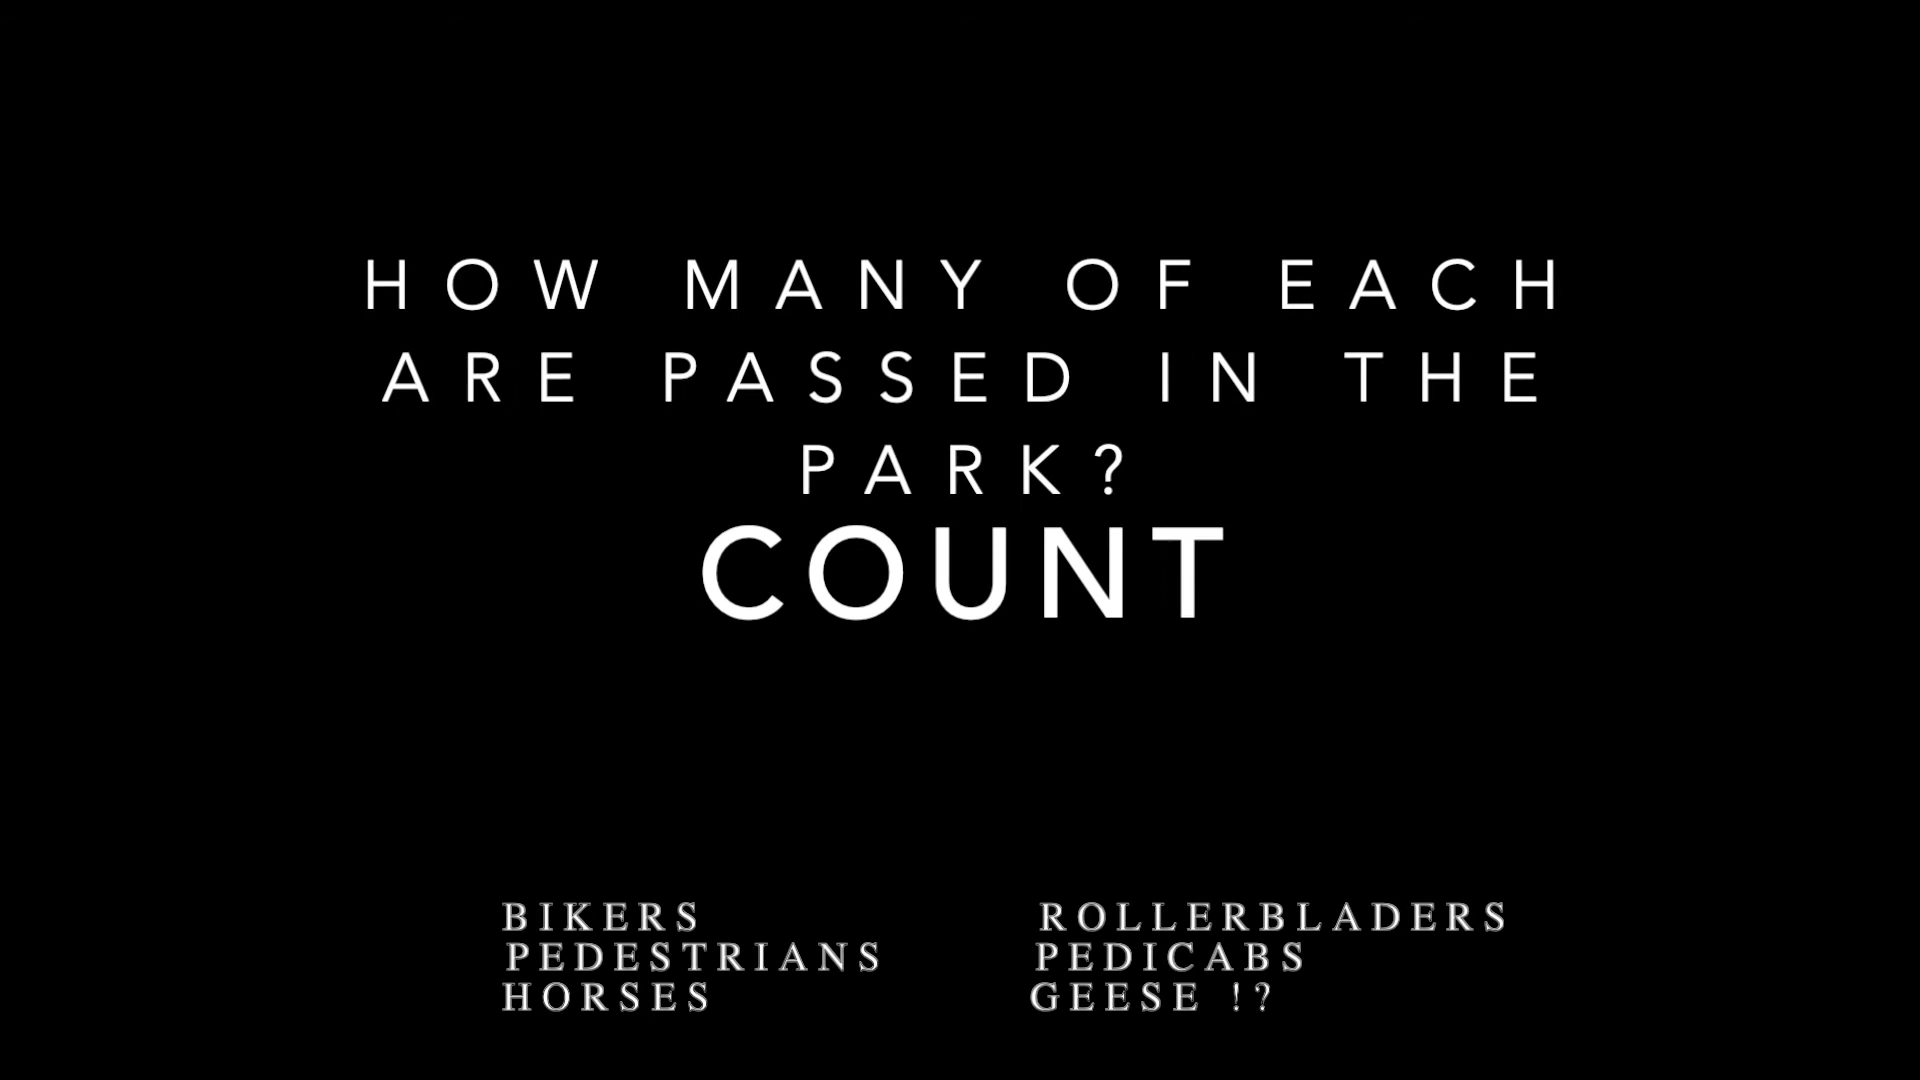 HOW MANY OF EACH
ARE PASSED IN THE
PARK?
COUNT
BIKERS
PEDESTRIANS
HORSES
ROLLERBLADERS
PEDICABS
GEESE !?